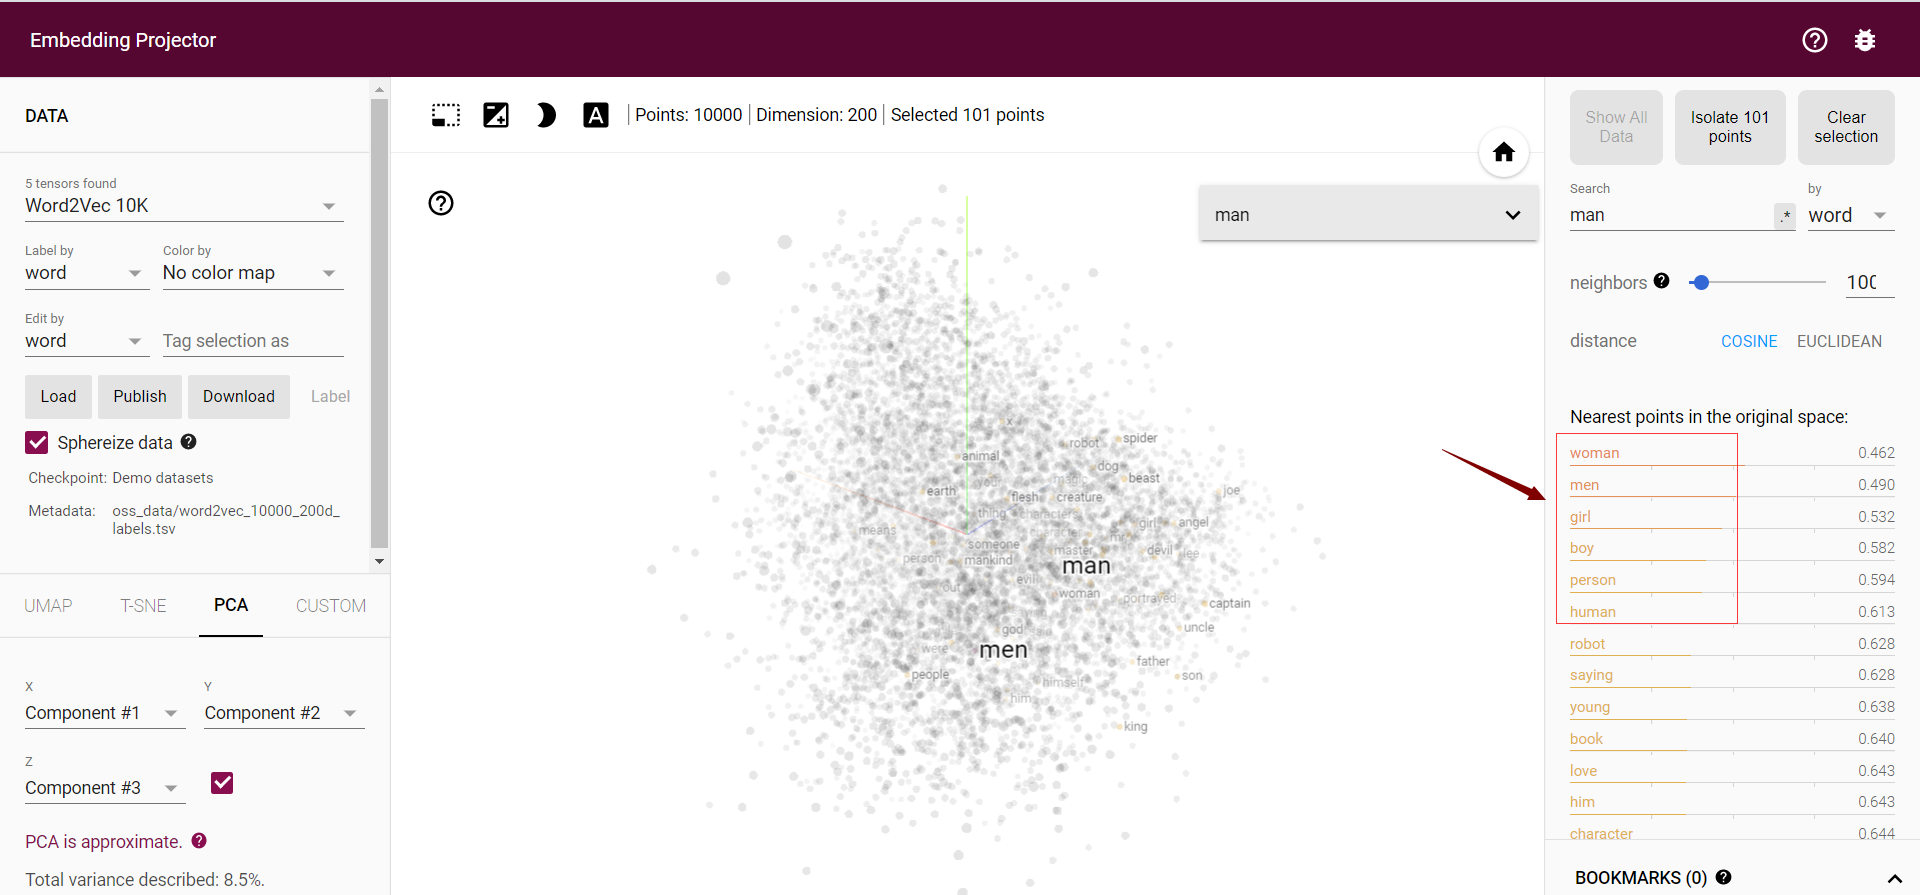 Embedding Projector
DATA
5 tensors found
Word2Vec 10K
Label by
Color by
word
No color map
Edit by
word
Tag selection as
Load
Publish
Download
Label
Sphereize data
Checkpoint: Demo datasets
Metadata: oss_data/word2vec_10000_200d_
labels.tsv
UMAP
T-SNE
PCA
CUSTOM
X
Y
Component #1
Component #2
Z
Component #3
PCA is approximate.
Total variance described: 8.5%.
A
Points: 10000
Dimension: 200
Selected 101 points
man
x
robot
spider
animal
dog
beast
your
magic
earth
flesh
creature
joe
thing
characters
girl
angel
means
mr
someone
master
devil
lee
person
mankind
man
evil
out
woman
portrayed
captain
god
uncle
were
men
father
people
son
himself
him
king
Show All
Data
Isolate 101
points
Clear
selection
Search
by
man
.*
word
neighbors
100
distance
COSINE
EUCLIDEAN
Nearest points in the original space:
woman 0.462
men 0.490
girl 0.532
boy 0.582
person 0.594
human 0.613
robot 0.628
saying 0.628
young 0.638
book 0.640
love 0.643
him 0.643
character 0.644
BOOKMARKS (0)